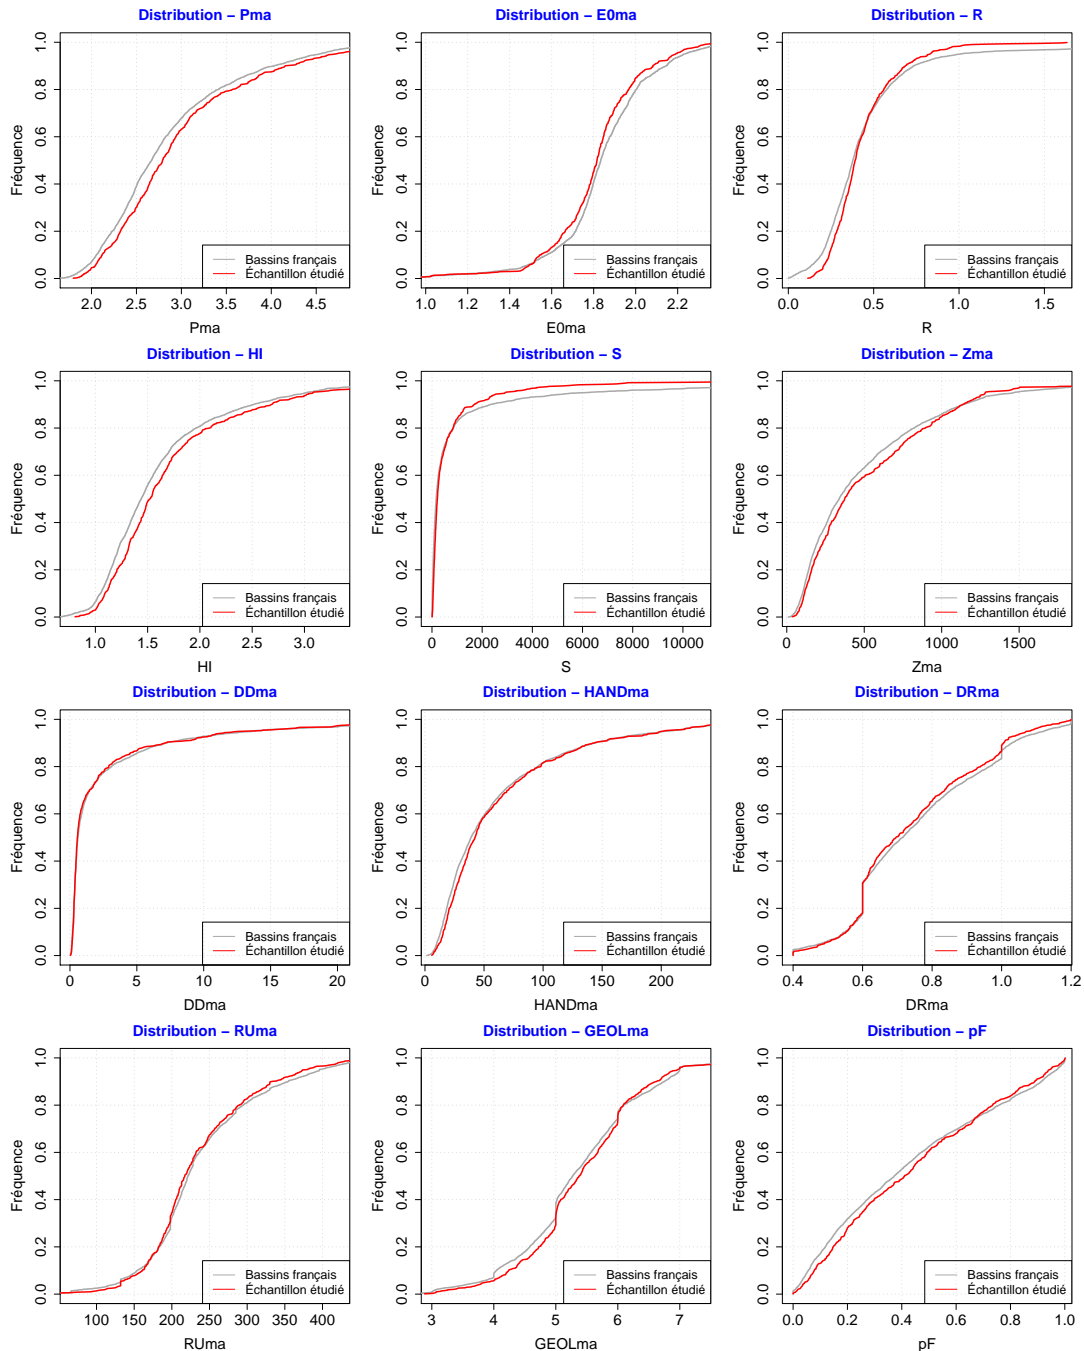 Distribution − Pma
Fréquence
0.0 0.2 0.4 0.6 0.8 1.0
Bassins français
Échantillon étudié
2.0 2.5 3.0 3.5 4.0 4.5
Pma
Distribution − E0ma
Fréquence
0.0 0.2 0.4 0.6 0.8 1.0
Bassins français
Échantillon étudié
1.0 1.2 1.4 1.6 1.8 2.0 2.2
E0ma
Distribution − R
Fréquence
0.0 0.2 0.4 0.6 0.8 1.0
Bassins français
Échantillon étudié
0.0 0.5 1.0 1.5
R
Distribution − HI
Fréquence
0.0 0.2 0.4 0.6 0.8 1.0
Bassins français
Échantillon étudié
1.0 1.5 2.0 2.5 3.0
HI
Distribution − S
Fréquence
0.0 0.2 0.4 0.6 0.8 1.0
Bassins français
Échantillon étudié
0 2000 4000 6000 8000 10000
S
Distribution − Zma
Fréquence
0.0 0.2 0.4 0.6 0.8 1.0
Bassins français
Échantillon étudié
0 500 1000 1500
Zma
Distribution − DDma
Fréquence
0.0 0.2 0.4 0.6 0.8 1.0
Bassins français
Échantillon étudié
0 5 10 15 20
DDma
Distribution − HANDma
Fréquence
0.0 0.2 0.4 0.6 0.8 1.0
Bassins français
Échantillon étudié
0 50 100 150 200
HANDma
Distribution − DRma
Fréquence
0.0 0.2 0.4 0.6 0.8 1.0
Bassins français
Échantillon étudié
0.4 0.6 0.8 1.0 1.2
DRma
Distribution − RUma
Fréquence
0.0 0.2 0.4 0.6 0.8 1.0
Bassins français
Échantillon étudié
100 150 200 250 300 350 400
RUma
Distribution − GEOLma
Fréquence
0.0 0.2 0.4 0.6 0.8 1.0
Bassins français
Échantillon étudié
3 4 5 6 7
GEOLma
Distribution − pF
Fréquence
0.0 0.2 0.4 0.6 0.8 1.0
Bassins français
Échantillon étudié
0.0 0.2 0.4 0.6 0.8 1.0
pF